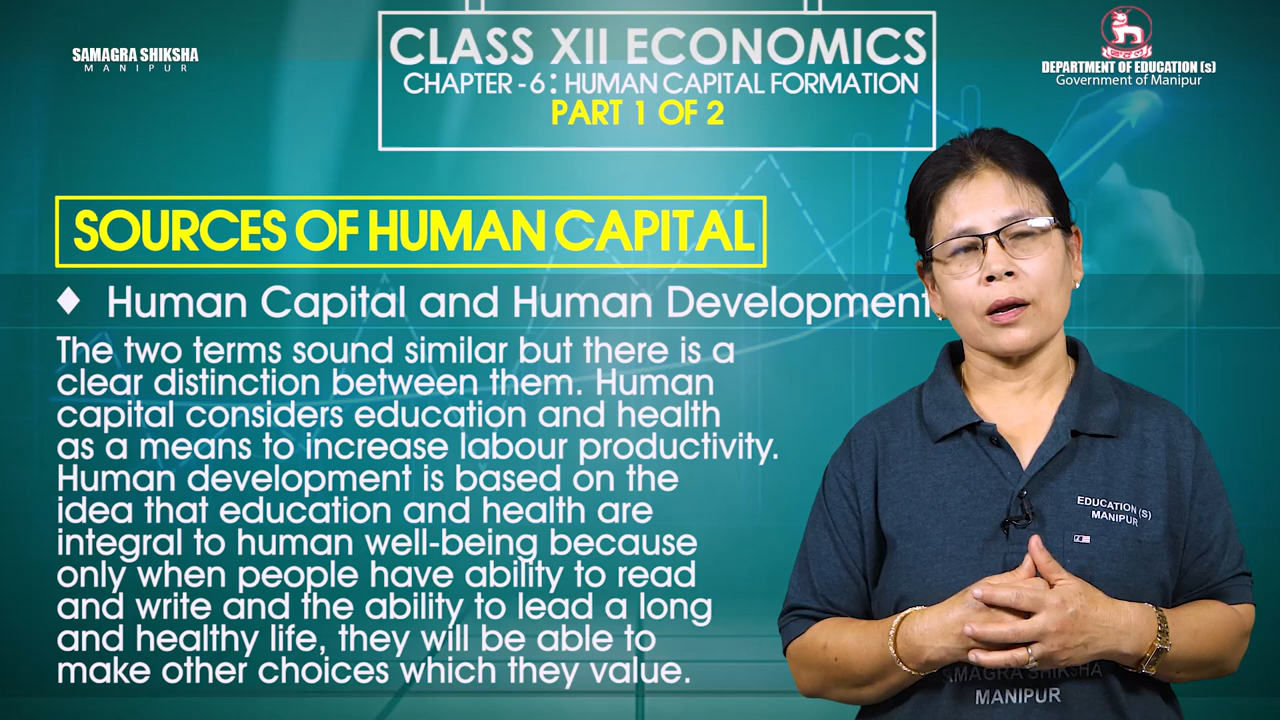 SAMAGRA SHIKSHA
MANIPUR
CLASS XII ECONOMICS
CHAPTER - 6 : HUMAN CAPITAL FORMATION
PART 1 OF 2
DEPARTMENT OF EDUCATION (S)
Government of Manipur
SOURCES OF HUMAN CAPITAL
♦ Human Capital and Human Development
The two terms sound similar but there is a
clear distinction between them. Human
capital considers education and health
as a means to increase labour productivity.
Human development is based on the
idea that education and health are
integral to human well-being because
only when people have ability to read
and write and the ability to lead a long
and healthy life, they will be able to
make other choices which they value.
EDUCATION (S)
MANIPUR
SAMAGRA SHIKSHA
MANIPUR